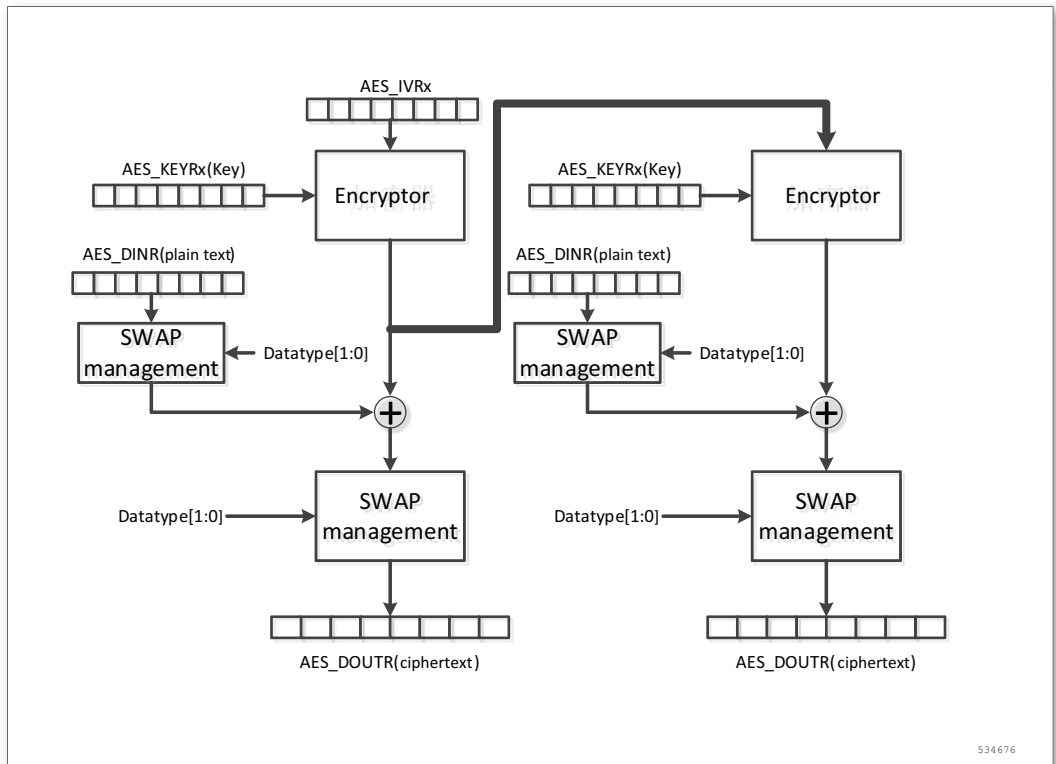 AES_IVRx
AES_KEYRx(Key)
Encryptor
AES_KEYRx(Key)
Encryptor
AES_DINR(plain text)
AES_DINR(plain text)
SWAP
management
Datatype[1:0]
SWAP
management
Datatype[1:0]
+
+
Datatype[1:0]
SWAP
management
Datatype[1:0]
SWAP
management
AES_DOUTR(ciphertext)
AES_DOUTR(ciphertext)
534676